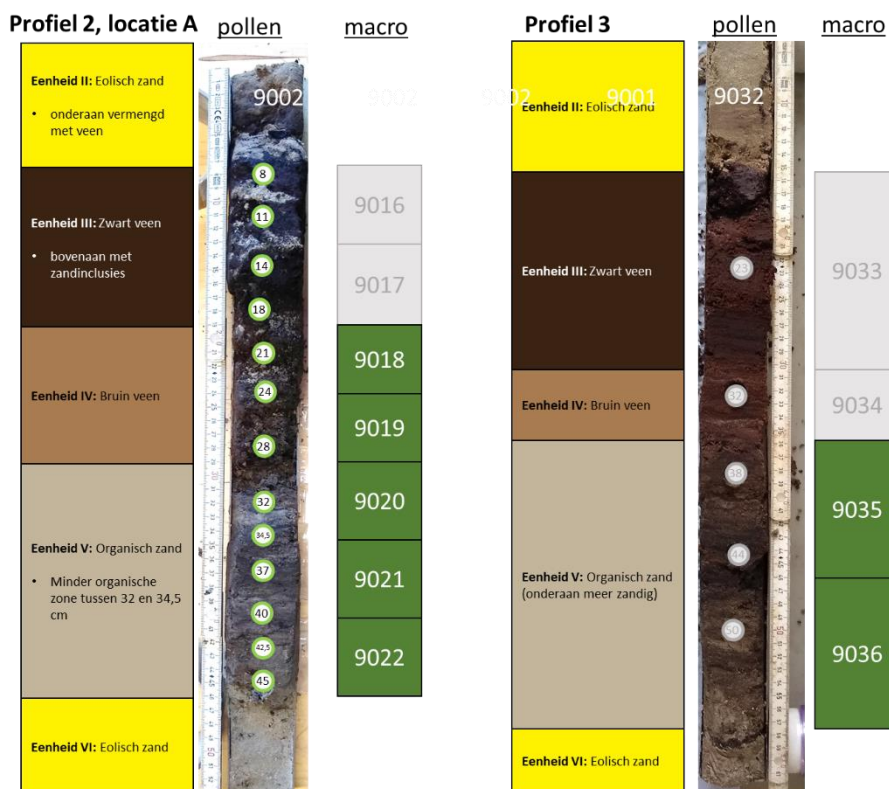 Profiel 2, locatie A
pollen
macro
Eenheid II: Eolisch zand
• onderaan vermengd
met veen
Eenheid III: Zwart veen
• bovenaan met
zandinclusies
Eenheid IV: Bruin veen
Eenheid V: Organisch zand
• Minder organische
zone tussen 32 en 34,5
cm
Eenheid VI: Eolisch zand
9002
8
11
14
18
21
24
28
32
34,5
37
40
42,5
45
9002
9016
9017
9018
9019
9020
9021
9022
Profiel 3
pollen
macro
9002
9001
Eenheid II: Eolisch zand
Eenheid III: Zwart veen
Eenheid IV: Bruin veen
Eenheid V: Organisch zand
(onderaan meer zandig)
Eenheid VI: Eolisch zand
9032
23
32
38
44
50
9033
9034
9035
9036